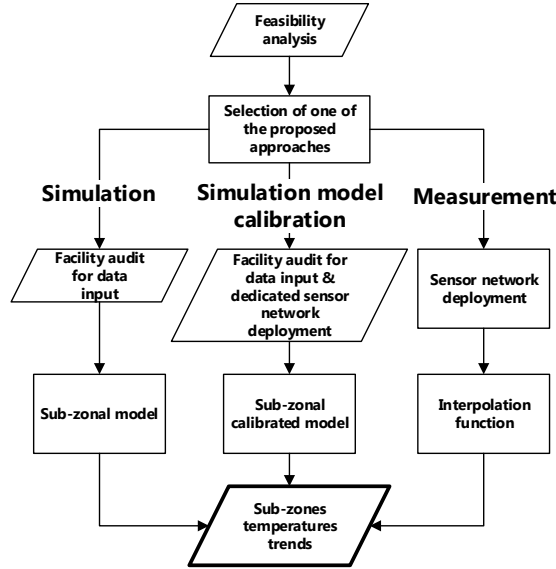 Feasibility
analysis
Selection of one of
the proposed
approaches
Simulation
Simulation model
calibration
Measurement
Facility audit
for data
input
Facility audit for
data input &
dedicated sensor
network
deployment
Sensor network
deployment
Sub-zonal model
Sub-zonal
calibrated model
Interpolation
function
Sub-zones
temperatures
trends